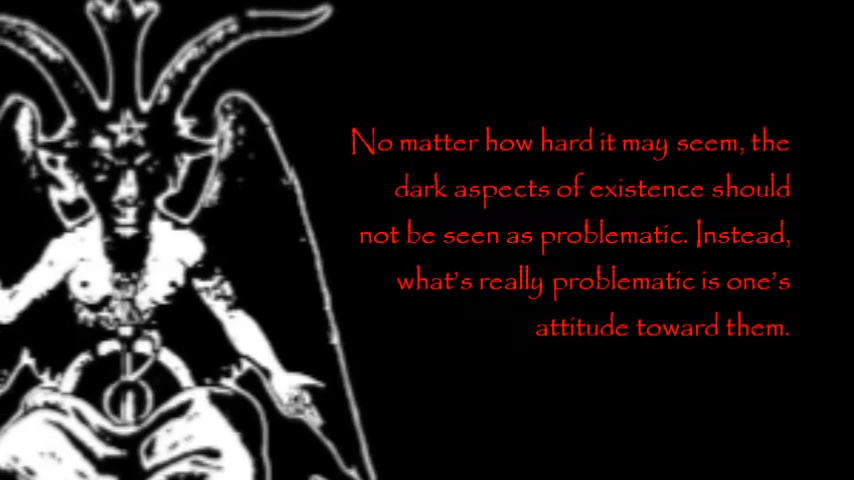 No matter how hard it may seem, the
dark aspects of existence should
not be seen as problematic. Instead,
what's really problematic is one's
attitude toward them.